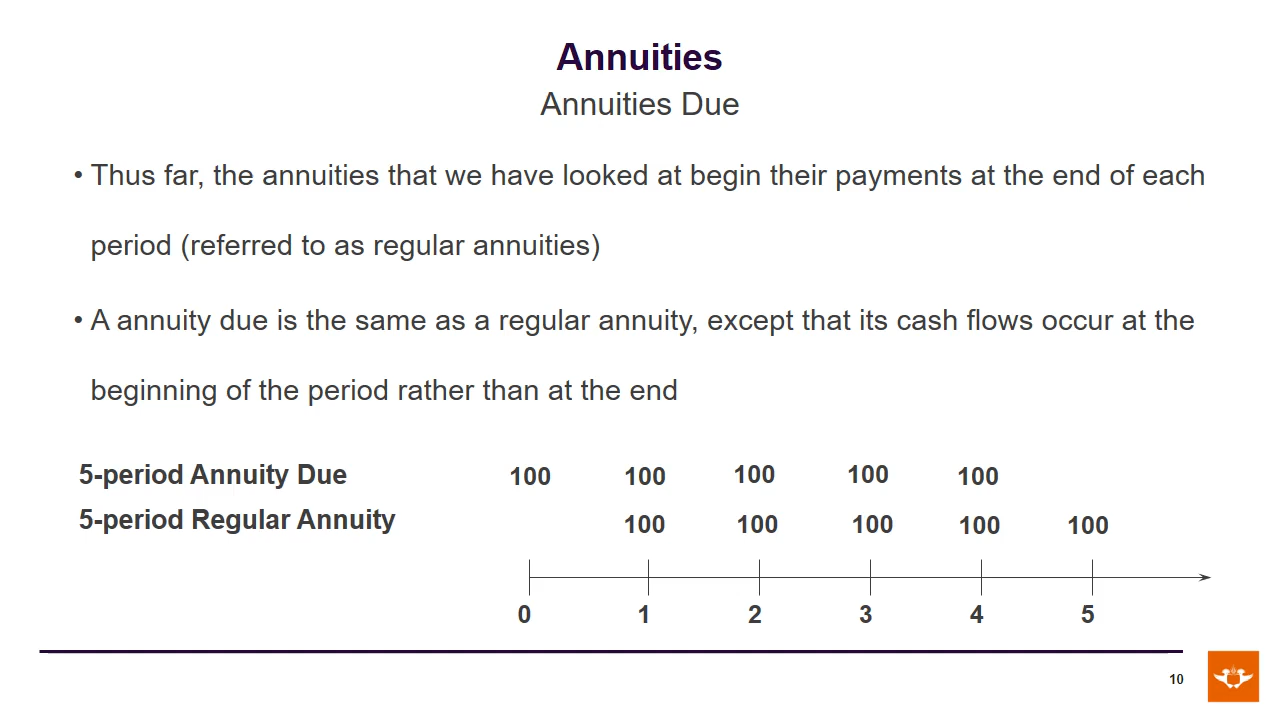 Annuities
Annuities Due
• Thus far, the annuities that we have looked at begin their payments at the end of each
period (referred to as regular annuities)
• A annuity due is the same as a regular annuity, except that its cash flows occur at the
beginning of the period rather than at the end
5-period Annuity Due 100 100 100 100 100
5-period Regular Annuity 100 100 100 100 100
0 1 2 3 4 5
10